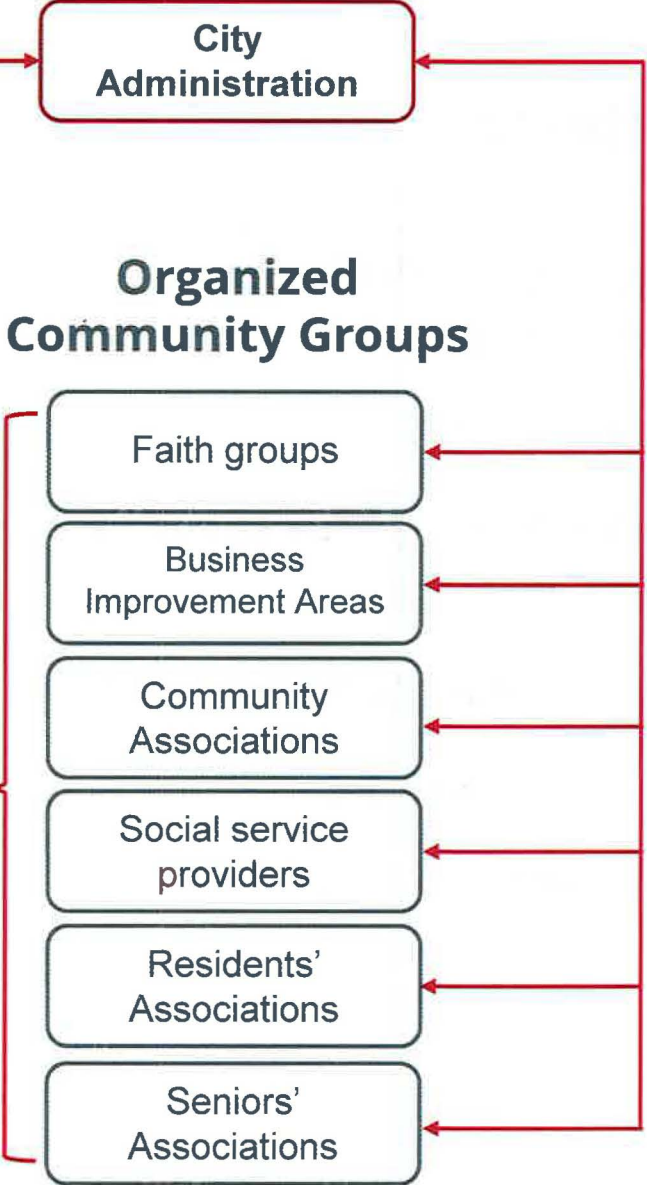 City
Administration
Organized
Community Groups
Faith groups
Business
Improvement Areas
Community
Associations
Social service
providers
Residents’
Associations
Seniors’
Associations